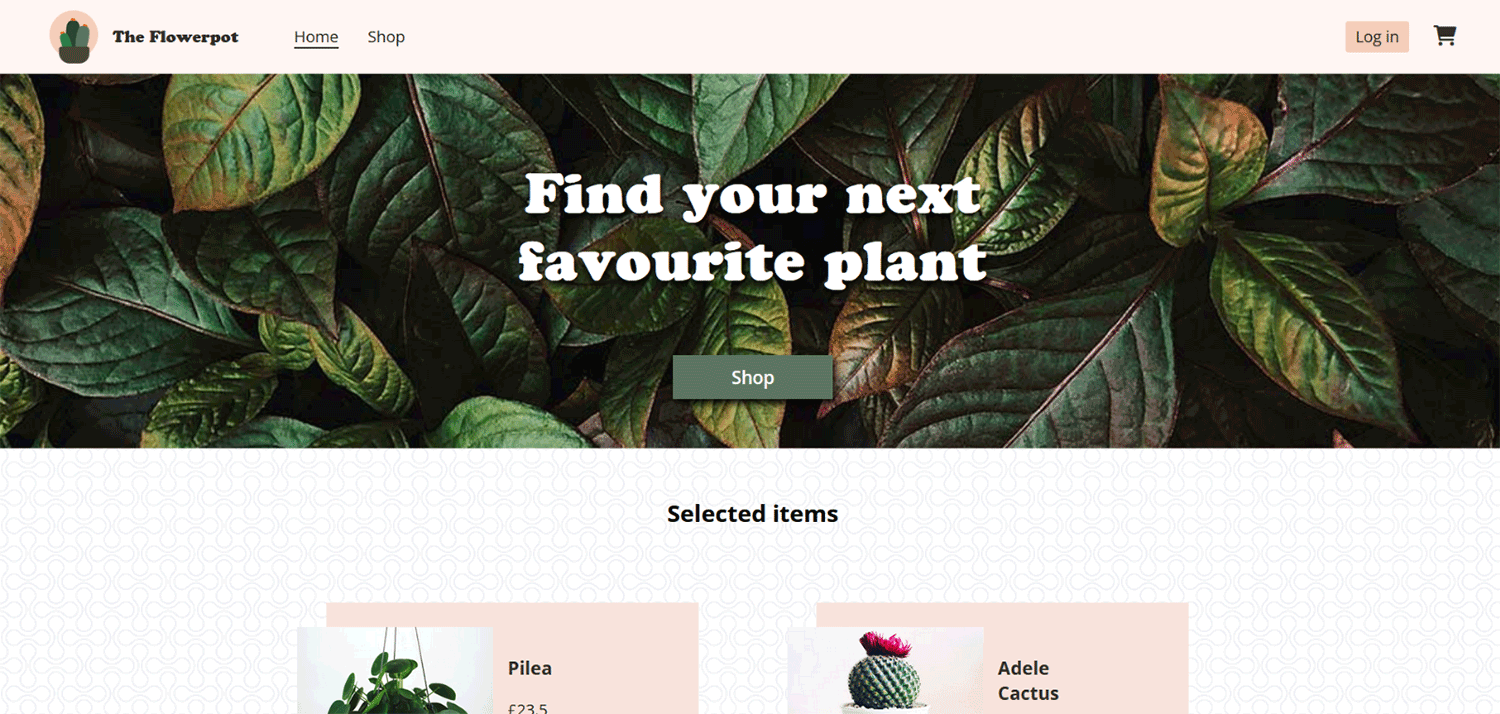 The Flowerpot Home Shop Log in
Find your next
favourite plant
Shop
Selected items
Pilea
£23.5
Adele
Cactus